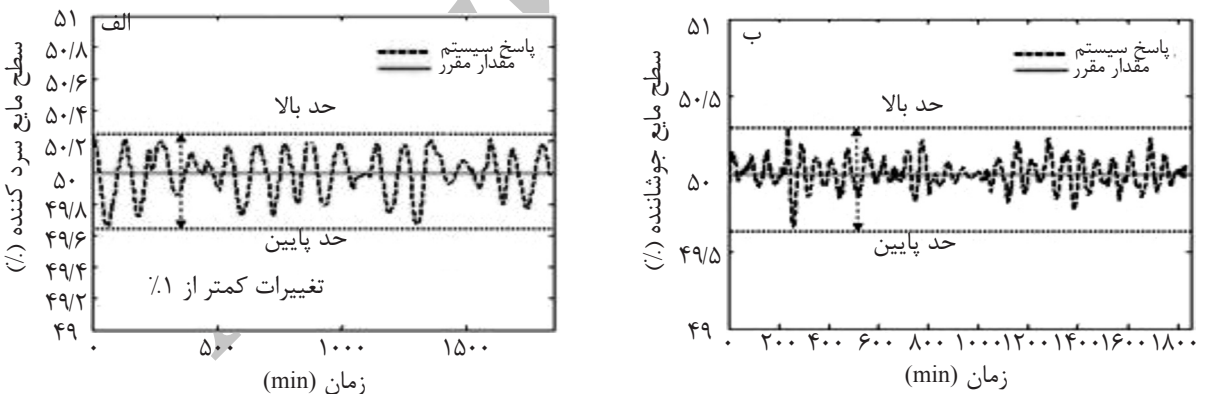 الف
پاسخ سیستم
مقدار مقرر
حد بالا
حد پایین
تغییرات کمتر از ۱٪
سطح مایع سرد کننده (٪)
۵۱
۵۰/۸
۵۰/۶
۵۰/۴
۵۰/۲
۵۰
۴۹/۸
۴۹/۶
۴۹/۴
۴۹/۲
۴۹
۰ ۵۰۰ ۱۰۰۰ ۱۵۰۰
زمان (min)
ب
پاسخ سیستم
مقدار مقرر
حد بالا
حد پایین
سطح مایع جوشاننده (٪)
۵۱
۵۰/۵
۵۰
۴۹/۵
۴۹
۰ ۲۰۰ ۴۰۰ ۶۰۰ ۸۰۰ ۱۰۰۰ ۱۲۰۰ ۱۴۰۰ ۱۶۰۰ ۱۸۰۰
زمان (min)